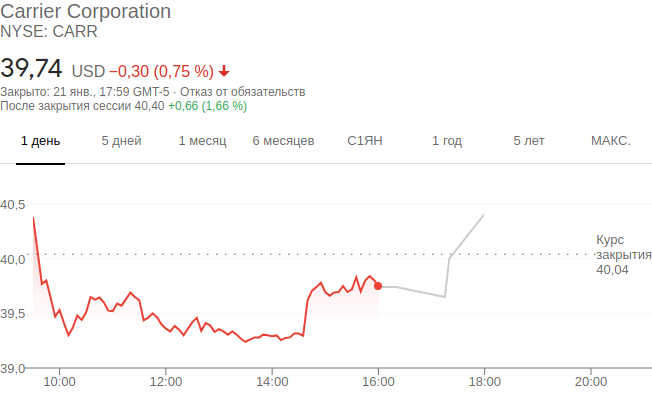 Carrier Corporation
NYSE: CARR
39,74 USD −0,30 (0,75 %)
Закрыто: 21 янв., 17:59 GMT-5 · Отказ от обязательств
После закрытия сессии 40,40 +0,66 (1,66 %)
1 день 5 дней 1 месяц 6 месяцев С1ЯН 1 год 5 лет МАКС.
40,5
Курс
40,0 закрытия
40,04
39,5
39,0
10:00 12:00 14:00 16:00 18:00 20:00